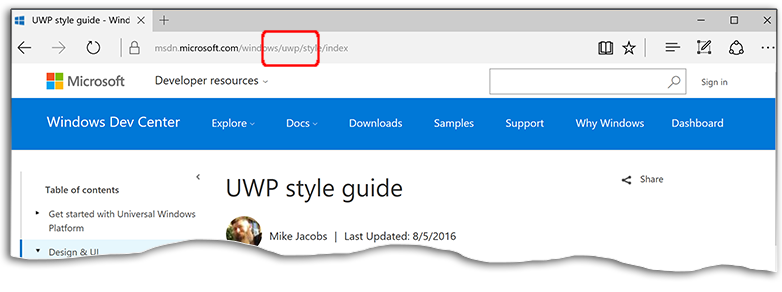 UWP style guide - Wind
msdn.microsoft.com/windows/uwp/style/index
Microsoft Developer resources Sign in
Windows Dev Center Explore Docs Downloads Samples Support Why Windows Dashboard
Table of contents
Get started with Universal Windows
Platform
Design & UI
UWP style guide
Share
Mike Jacobs | Last Updated: 8/5/2016